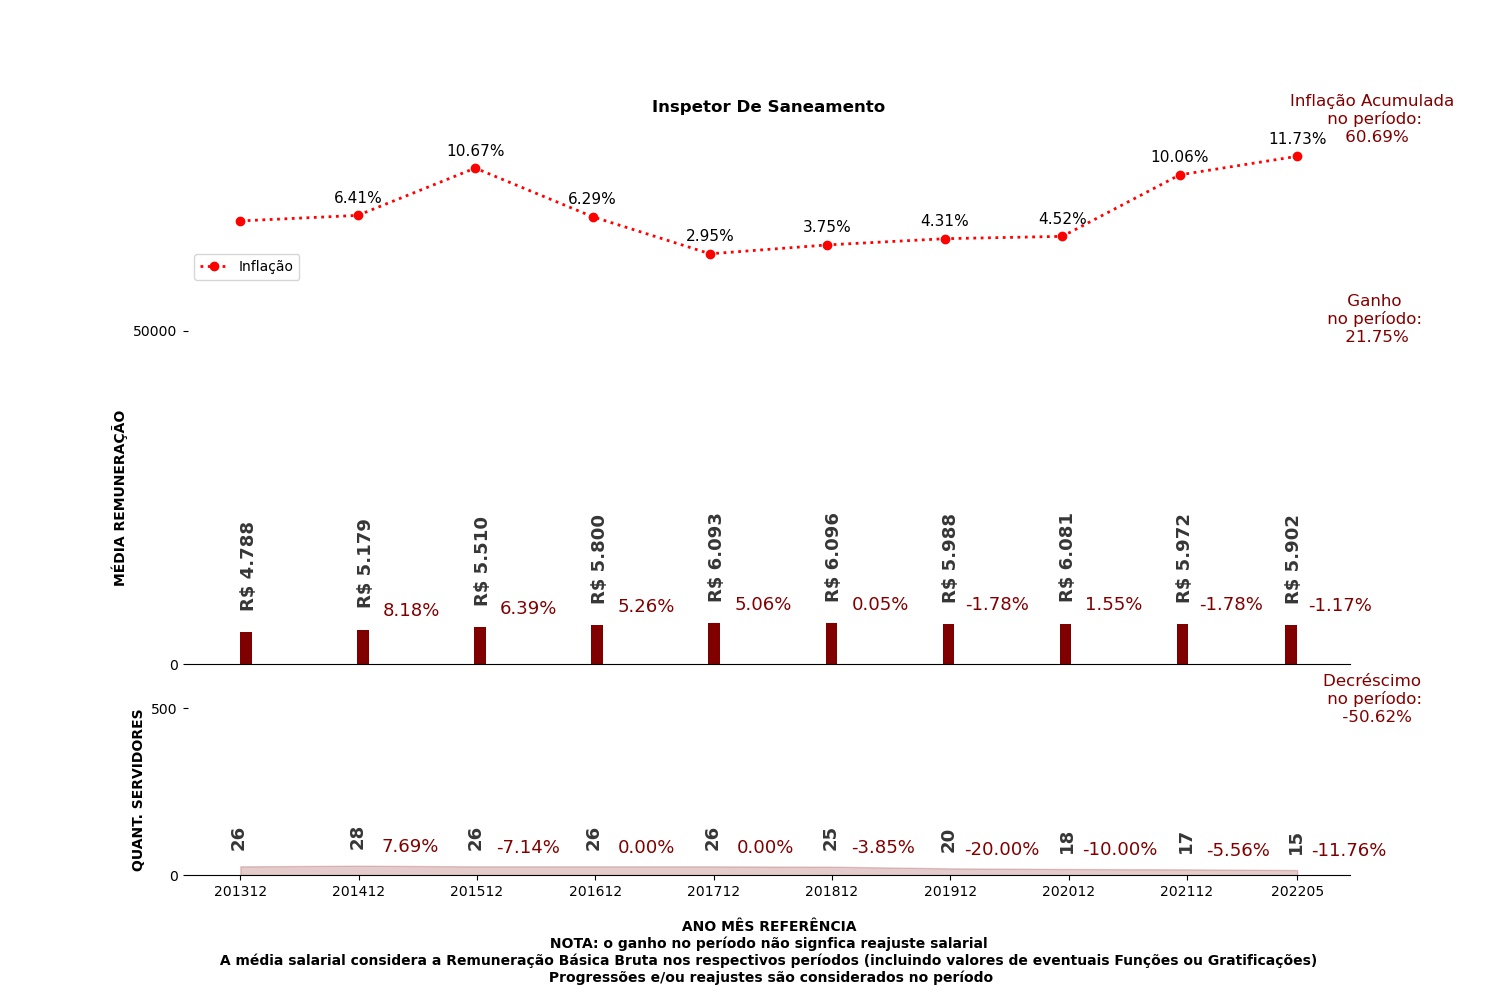 Inspetor De Saneamento
Inflação Acumulada
no período:
60.69%
6.41%
10.67%
6.29%
2.95%
3.75%
4.31%
4.52%
10.06%
11.73%
Inflação
Ganho
no período:
21.75%
50000
0
MÉDIA REMUNERAÇÃO
R$ 4.788
R$ 5.179
R$ 5.510
R$ 5.800
R$ 6.093
R$ 6.096
R$ 5.988
R$ 6.081
R$ 5.972
R$ 5.902
8.18%
6.39%
5.26%
5.06%
0.05%
-1.78%
1.55%
-1.78%
-1.17%
Decréscimo
no período:
-50.62%
500
0
QUANT. SERVIDORES
26
28
26
26
26
25
20
18
17
15
7.69%
-7.14%
0.00%
0.00%
-3.85%
-20.00%
-10.00%
-5.56%
-11.76%
201312
201412
201512
201612
201712
201812
201912
202012
202112
202205
ANO MÊS REFERÊNCIA
NOTA: o ganho no período não signfica reajuste salarial
A média salarial considera a Remuneração Básica Bruta nos respectivos períodos (incluindo valores de eventuais Funções ou Gratificações)
Progressões e/ou reajustes são considerados no período